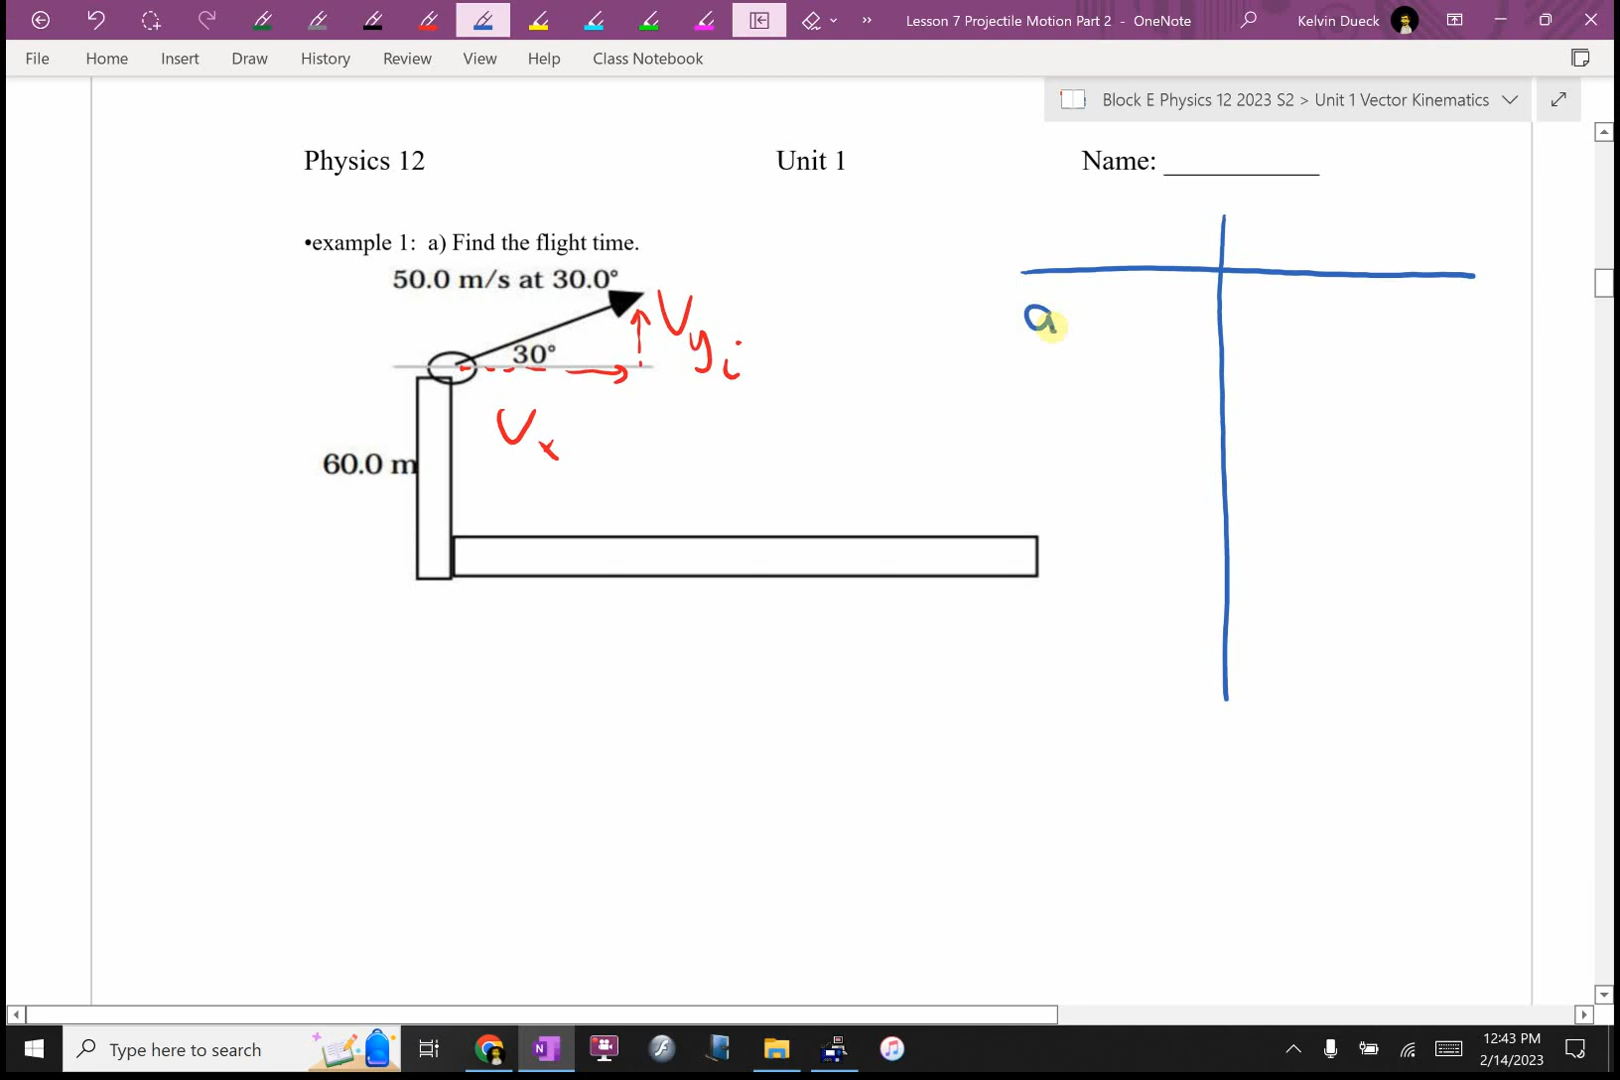 Lesson 7 Projectile Motion Part 2 - OneNote
Kelvin Dueck
File Home Insert Draw History Review View Help Class Notebook
Block E Physics 12 2023 S2 > Unit 1 Vector Kinematics
Physics 12 Unit 1 Name: ___________
•example 1: a) Find the flight time.
50.0 m/s at 30.0°
30°
Vyi
Vx
60.0 m
a
Type here to search
12:43 PM
2/14/2023